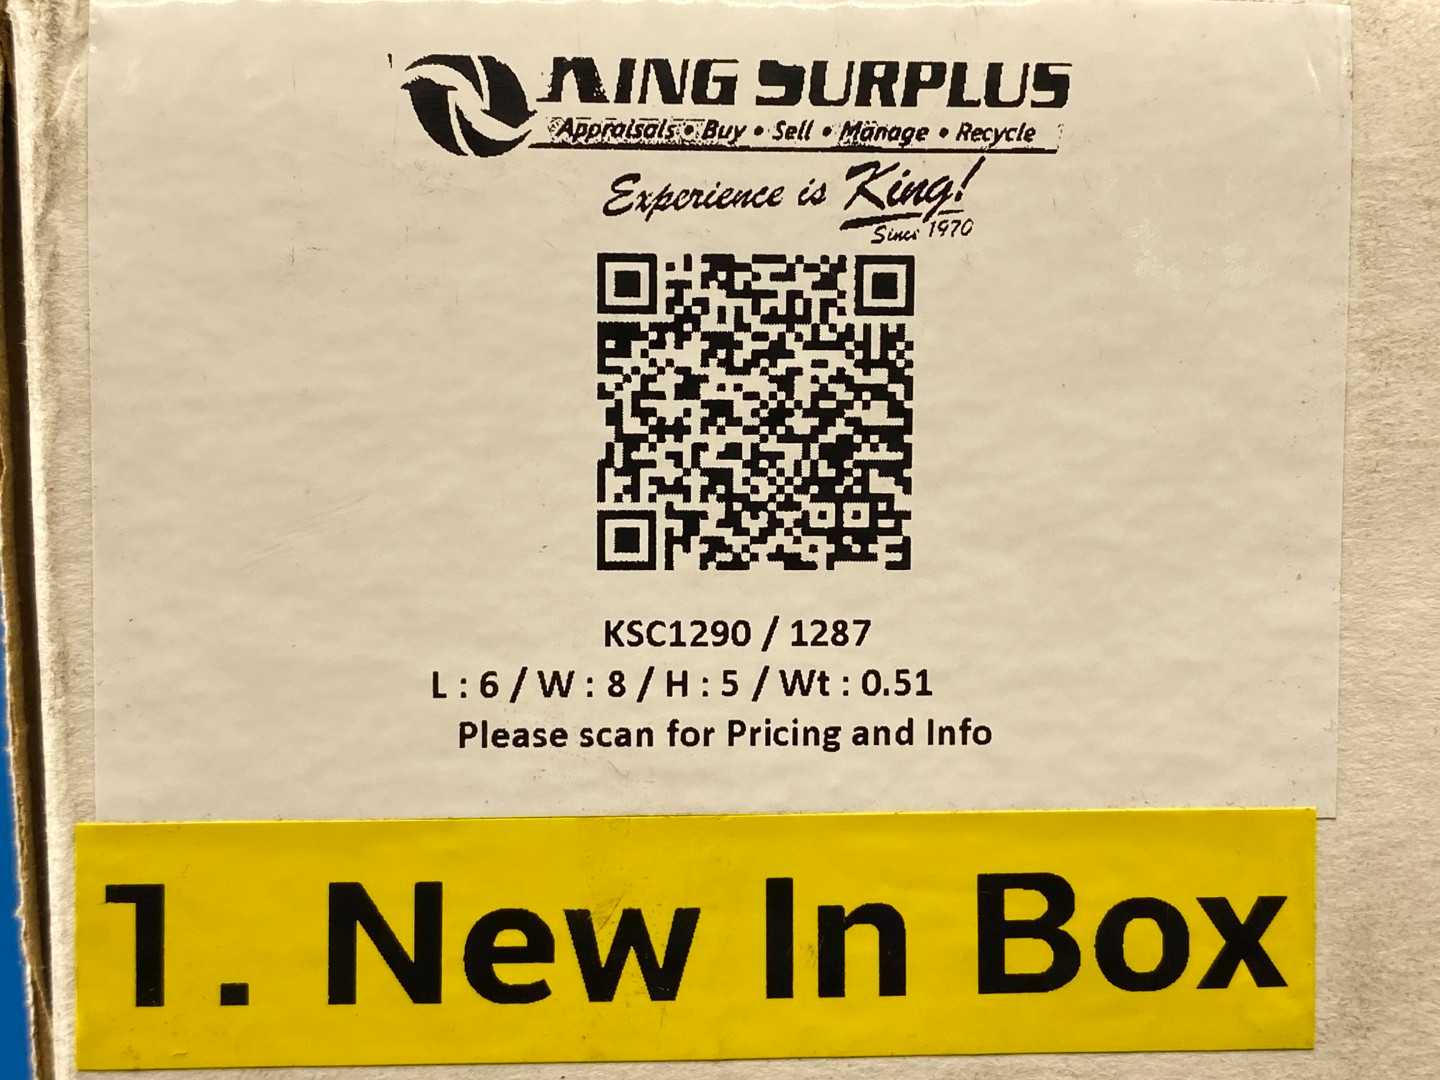 KING SURPLUS
Appraisals • Buy • Sell • Manage • Recycle
Experience is King!
Since 1970
KSC1290 / 1287
L : 6 / W : 8 / H : 5 / Wt : 0.51
Please scan for Pricing and Info
1. New In Box